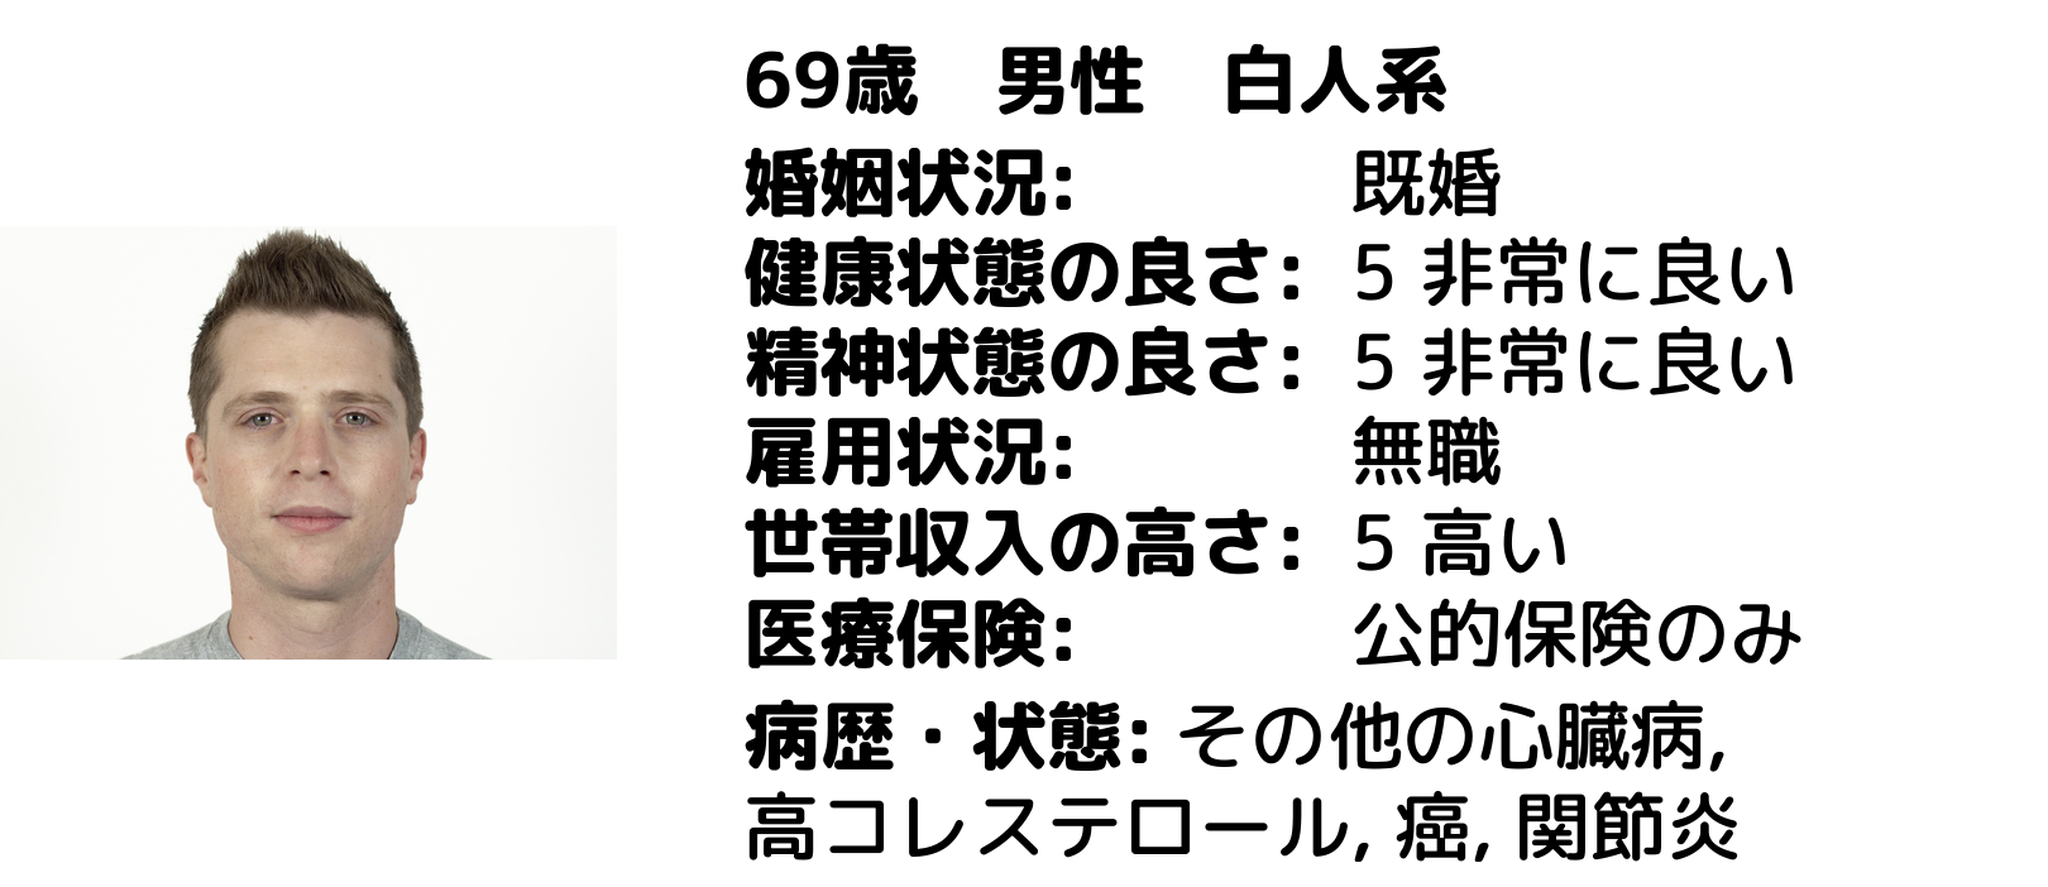 69歳　男性　白人系
婚姻状況: 既婚
健康状態の良さ: 5 非常に良い
精神状態の良さ: 5 非常に良い
雇用状況: 無職
世帯収入の高さ: 5 高い
医療保険: 公的保険のみ
病歴・状態: その他の心臓病,
高コレステロール, 癌, 関節炎